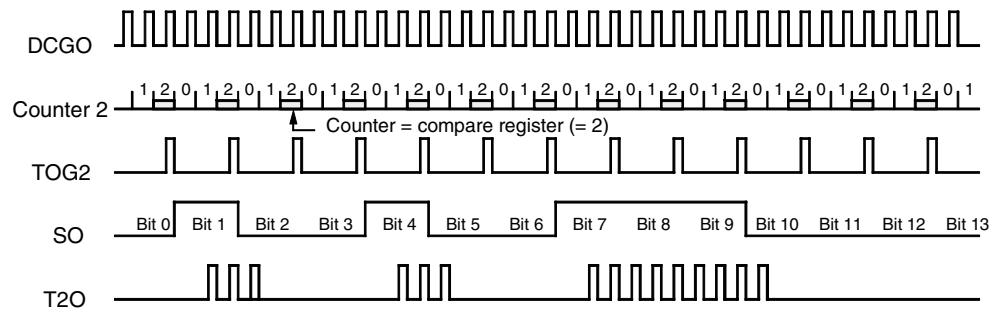 DCGO
Counter 2 1 2 0 1 2 0 1 2 0 1 2 0 1 2 0 1 2 0 1 2 0 1 2 0 1 2 0 1 2 0 1 2 0 1 2 0 1 2 0 1
Counter = compare register (= 2)
TOG2
SO Bit 0 Bit 1 Bit 2 Bit 3 Bit 4 Bit 5 Bit 6 Bit 7 Bit 8 Bit 9 Bit 10 Bit 11 Bit 12 Bit 13
T2O